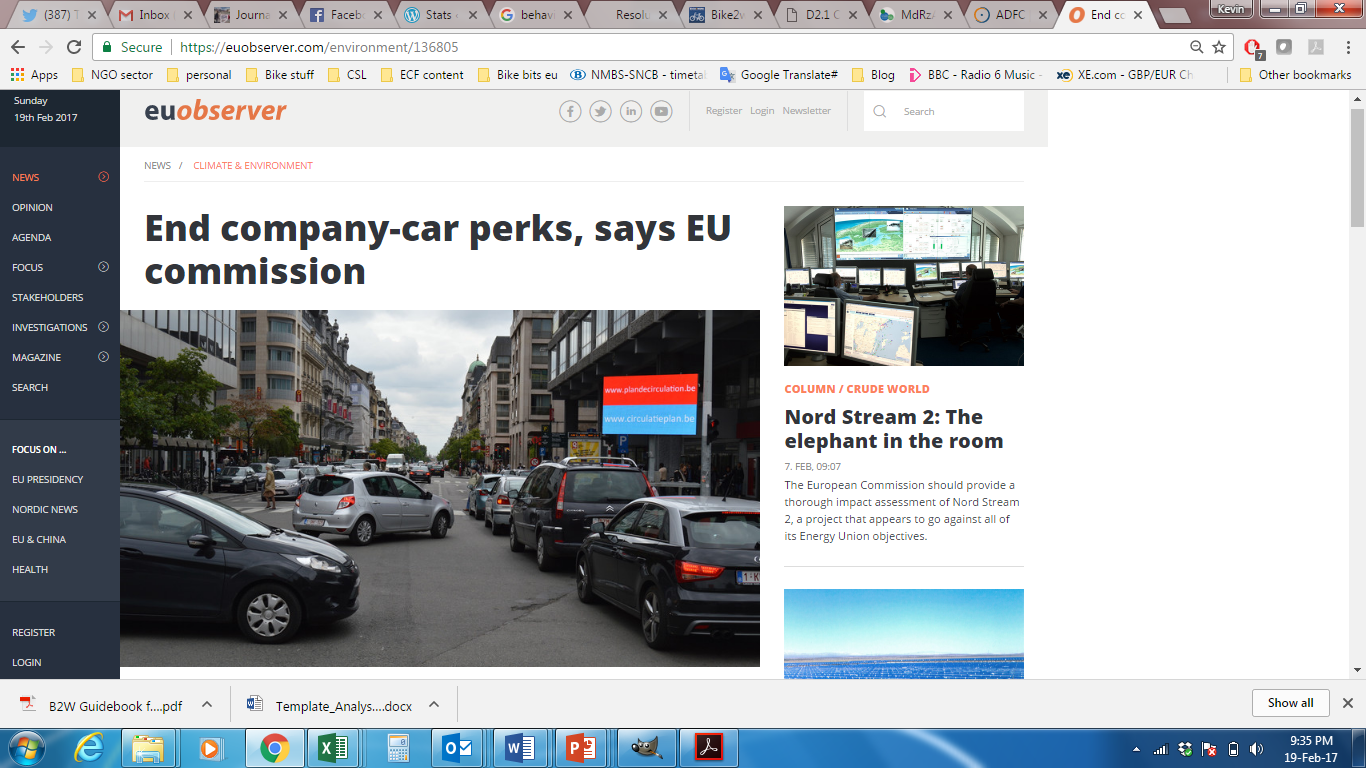 (387) T
Inbox (
Journa
Faceb
Stats
behavi
Resolu
Bike2w
D2.1 C
MdRzA
ADFC
End co
Kevin
Secure
https://euobserver.com/environment/136805
7
Apps
NGO sector
personal
Bike stuff
CSL
ECF content
Bike bits eu
NMBS-SNCB - timetal
Google Translate#
Blog
BBC - Radio 6 Music -
XE.com - GBP/EUR Ch
Other bookmarks
Sunday
19th Feb 2017
euobserver
Register
Login
Newsletter
Search
NEWS / CLIMATE & ENVIRONMENT
NEWS
OPINION
AGENDA
FOCUS
STAKEHOLDERS
INVESTIGATIONS
MAGAZINE
SEARCH
FOCUS ON ...
EU PRESIDENCY
NORDIC NEWS
EU & CHINA
HEALTH
REGISTER
LOGIN
End company-car perks, says EU
commission
www.plandecirculation.be
www.circulatieplan.be
P
COLUMN / CRUDE WORLD
Nord Stream 2: The
elephant in the room
7. FEB, 09:07
The European Commission should provide a
thorough impact assessment of Nord Stream
2, a project that appears to go against all of
its Energy Union objectives.
B2W Guidebook f....pdf
Template_Analys....docx
Show all
9:35 PM
19-Feb-17